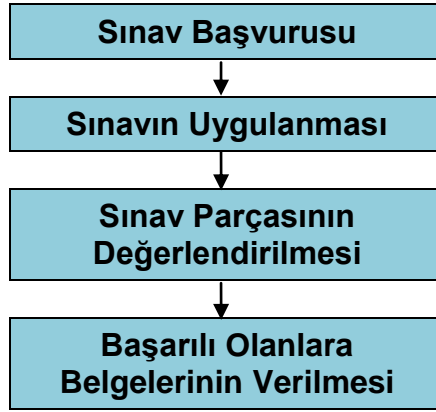 Sınav Başvurusu
Sınavın Uygulanması
Sınav Parçasının
Değerlendirilmesi
Başarılı Olanlara
Belgelerinin Verilmesi